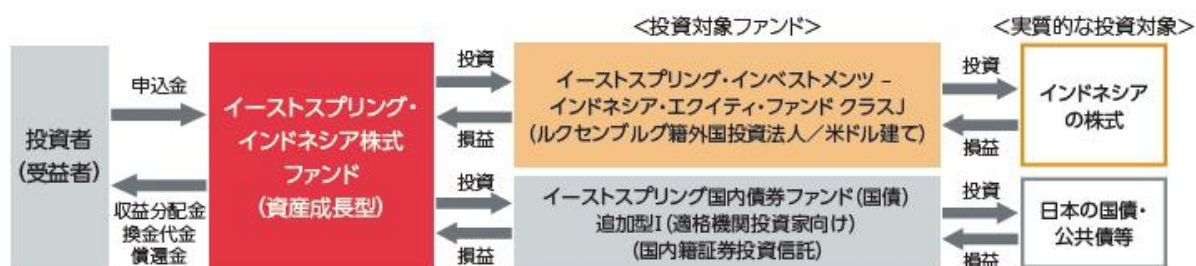 <投資対象ファンド>
<実質的な投資対象>
投資者
(受益者)
申込金
収益分配金
換金代金
償還金
イーストスプリング・
インドネシア株式
ファンド
(資産成長型)
投資
損益
投資
損益
イーストスプリング・インベストメンツ –
インドネシア・エクイティ・ファンド クラスJ
(ルクセンブルグ籍外国投資法人／米ドル建て)
イーストスプリング国内債券ファンド(国債)
追加型I(適格機関投資家向け)
(国内籍証券投資信託)
投資
損益
投資
損益
インドネシア
の株式
日本の国債・
公共債等